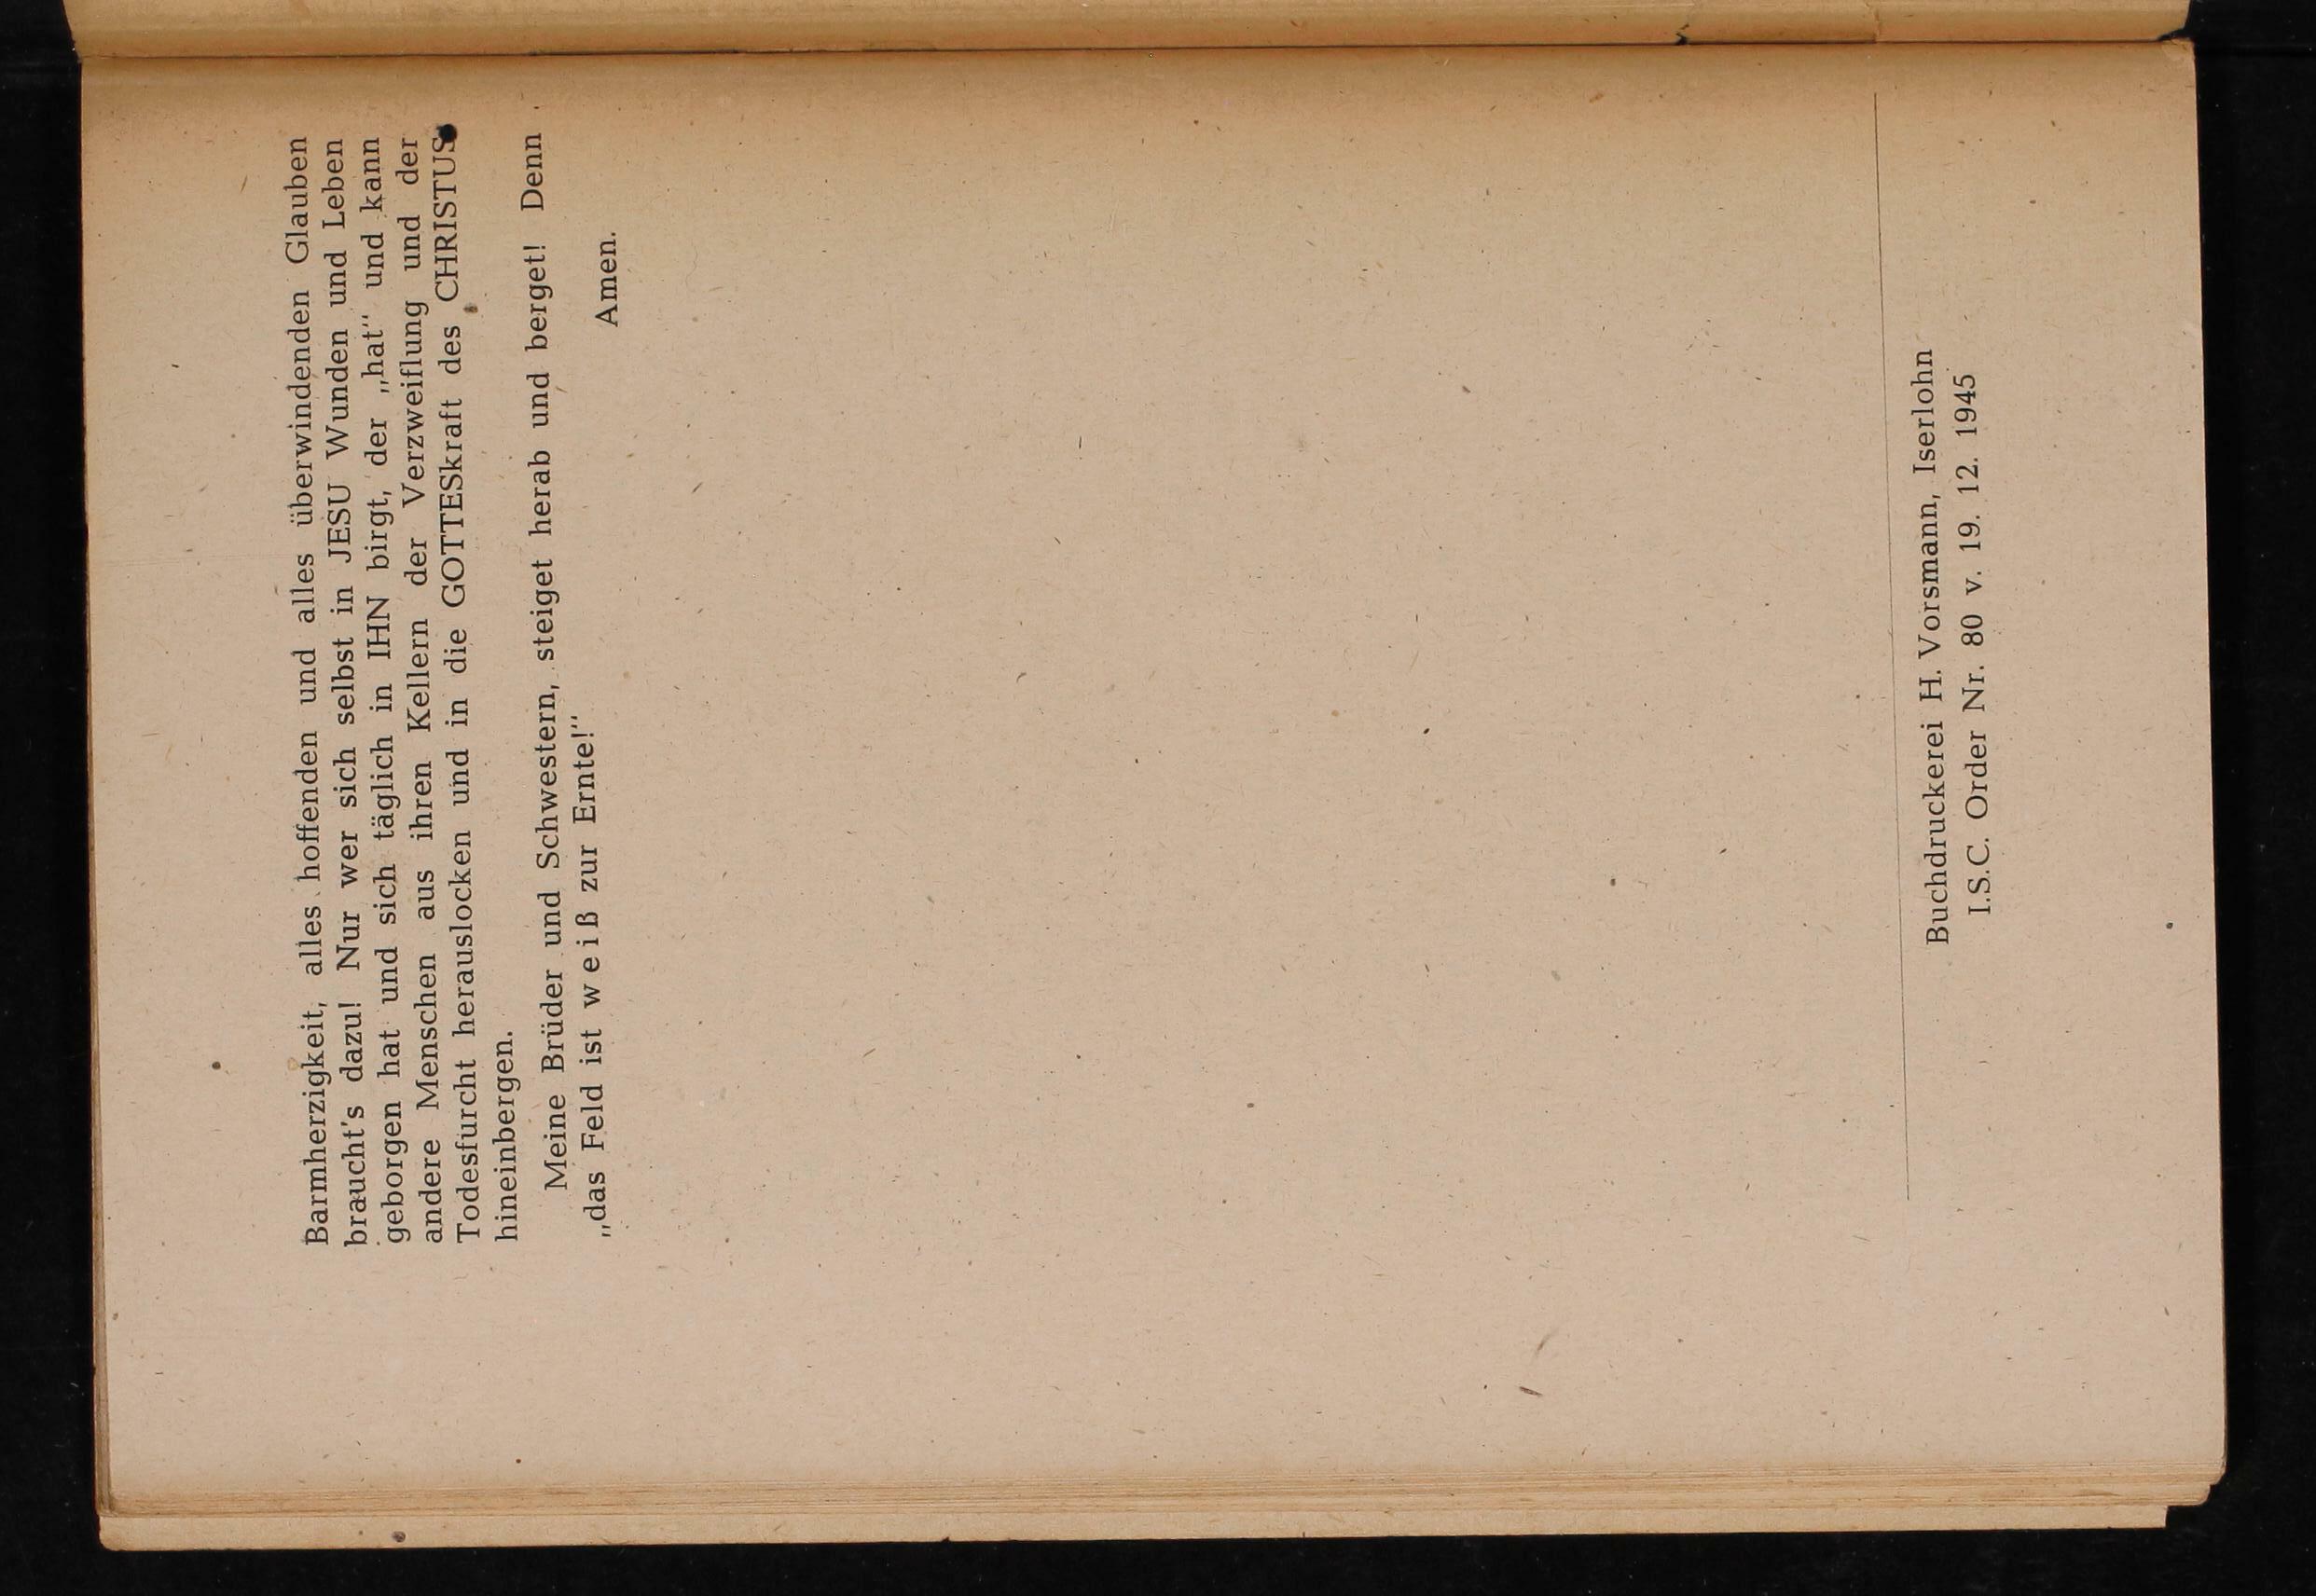 Barmherzigkeit, alles hoffenden und alles überwindenden Glauben
braucht's dazu! Nur wer sich selbst in JESU Wunden und Leben
geborgen hat und sich täglich in IHN birgt, der „hat“ und kann
andere Menschen aus ihren Kellern der Verzweiflung und der
Todesfurcht herauslocken und in die GOTTESkraft des CHRISTUS
hineinbergen.
Meine Brüder und Schwestern, steiget herab und berget! Denn
„das Feld ist w e i ß zur Ernte!“
Amen.
Buchdruckerei H. Vorsmann, Iserlohn
I.S.C. Order Nr. 80 v. 19. 12. 1945